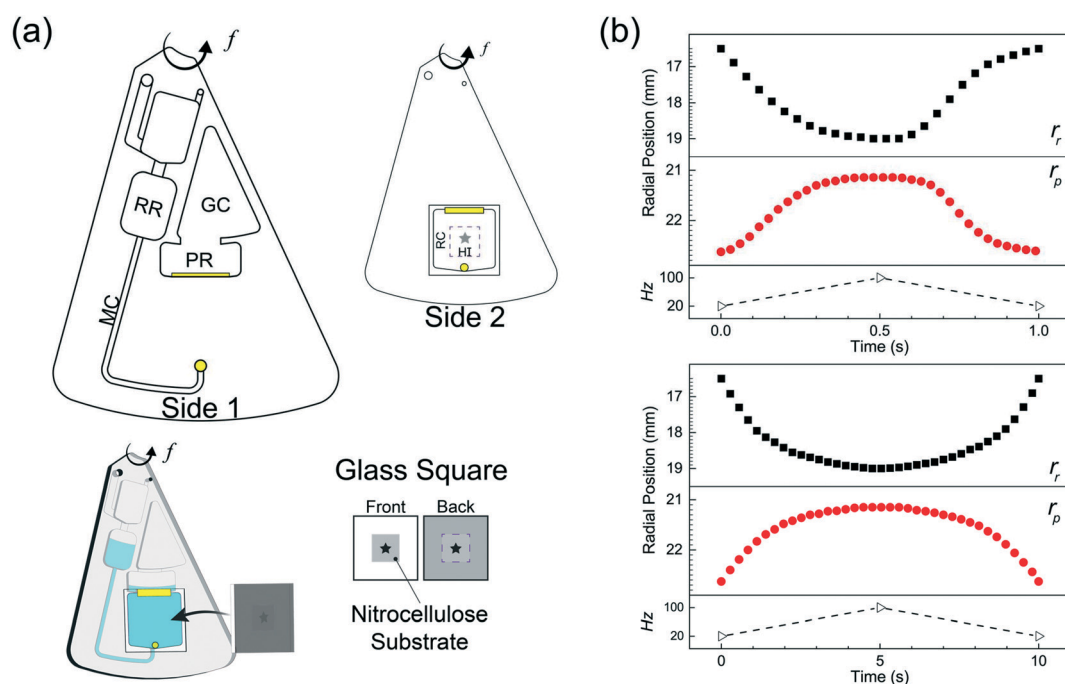 (a)
f
RR
GC
PR
MC
Side 1
f
RC
HI
Side 2
f
Glass Square
Front
Back
Nitrocellulose
Substrate
(b)
Radial Position (mm)
17
18
19
r_r
21
22
r_p
Hz
100
20
0.0
0.5
1.0
Time (s)
Radial Position (mm)
17
18
19
r_r
21
22
r_p
Hz
100
20
0
5
10
Time (s)